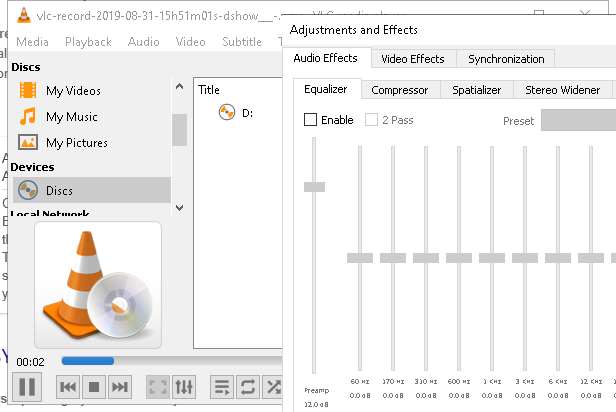 vlc-record-2019-08-31-15h51m01s-dshow__-.
Media Playback Audio Video Subtitle
Discs
My Videos
My Music
My Pictures
Devices
Discs
Local Network
Title
D:
00:02
Adjustments and Effects
Audio Effects Video Effects Synchronization
Equalizer Compressor Spatializer Stereo Widener
Enable 2 Pass Preset
60 Hz 170 Hz 310 Hz 600 Hz 1 KHz 3 KHz 6 KHz 12 KHz
Preamp 0.0 dB 0.0 dB 0.0 dB 0.0 dB 0.0 dB 0.0 dB 0.0 dB 0.0 dB
12.0 dB